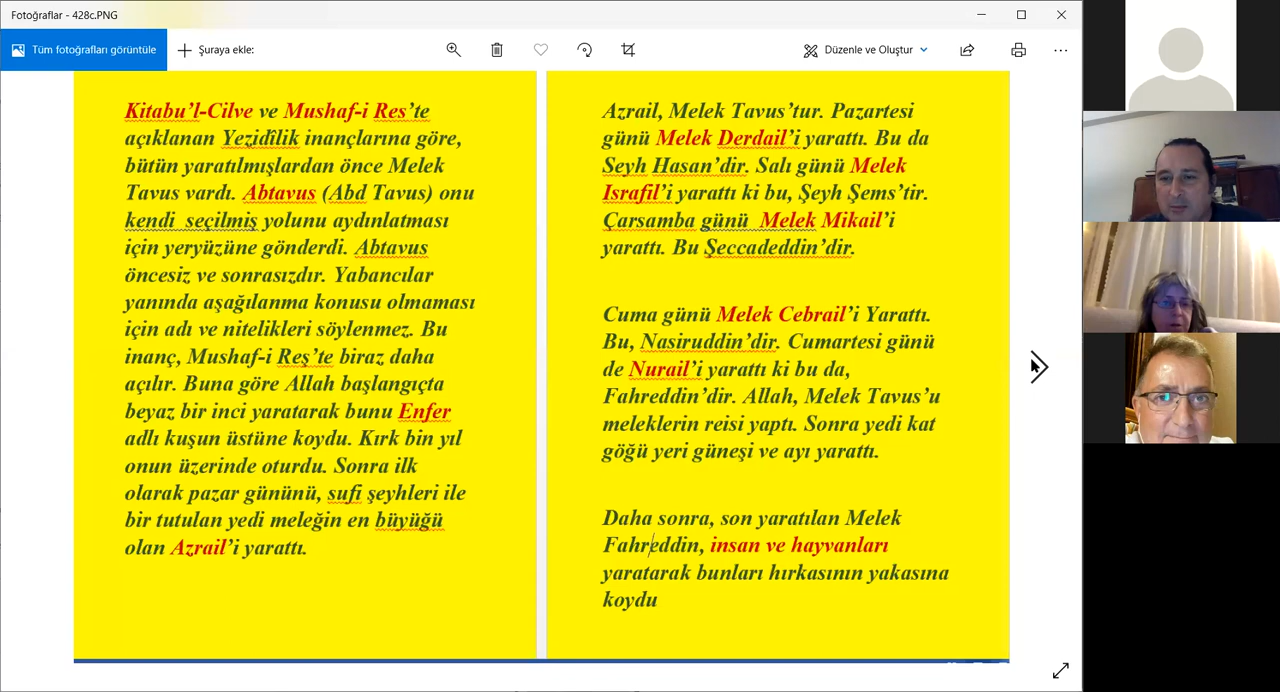 Fotoğraflar - 428c.PNG
Tüm fotoğrafları görüntüle
Şuraya ekle:
Düzenle ve Oluştur
Kitabu'l-Cilve ve Mushaf-i Res'te
açıklanan Yezidîlik inançlarına göre,
bütün yaratılmışlardan önce Melek
Tavus vardı. Abtavus (Abd Tavus) onu
kendi seçilmiş yolunu aydınlatması
için yeryüzüne gönderdi. Abtavus
öncesiz ve sonrasızdır. Yabancılar
yanında aşağılanma konusu olmaması
için adı ve nitelikleri söylenmez. Bu
inanç, Mushaf-i Reş'te biraz daha
açılır. Buna göre Allah başlangıçta
beyaz bir inci yaratarak bunu Enfer
adlı kuşun üstüne koydu. Kırk bin yıl
onun üzerinde oturdu. Sonra ilk
olarak pazar gününü, sufi şeyhleri ile
bir tutulan yedi meleğin en büyüğü
olan Azrail'i yarattı.
Azrail, Melek Tavus'tur. Pazartesi
günü Melek Derdail'i yarattı. Bu da
Seyh Hasan'dir. Salı günü Melek
Israfil'i yarattı ki bu, Şeyh Şems'tir.
Çarsamba günü Melek Mikail'i
yarattı. Bu Şeccadeddin'dir.
Cuma günü Melek Cebrail'i Yarattı.
Bu, Nasiruddin'dir. Cumartesi günü
de Nurail'i yarattı ki bu da,
Fahreddin'dir. Allah, Melek Tavus'u
meleklerin reisi yaptı. Sonra yedi kat
göğü yeri güneşi ve ayı yarattı.
Daha sonra, son yaratılan Melek
Fahreddin, insan ve hayvanları
yaratarak bunları hırkasının yakasına
koydu